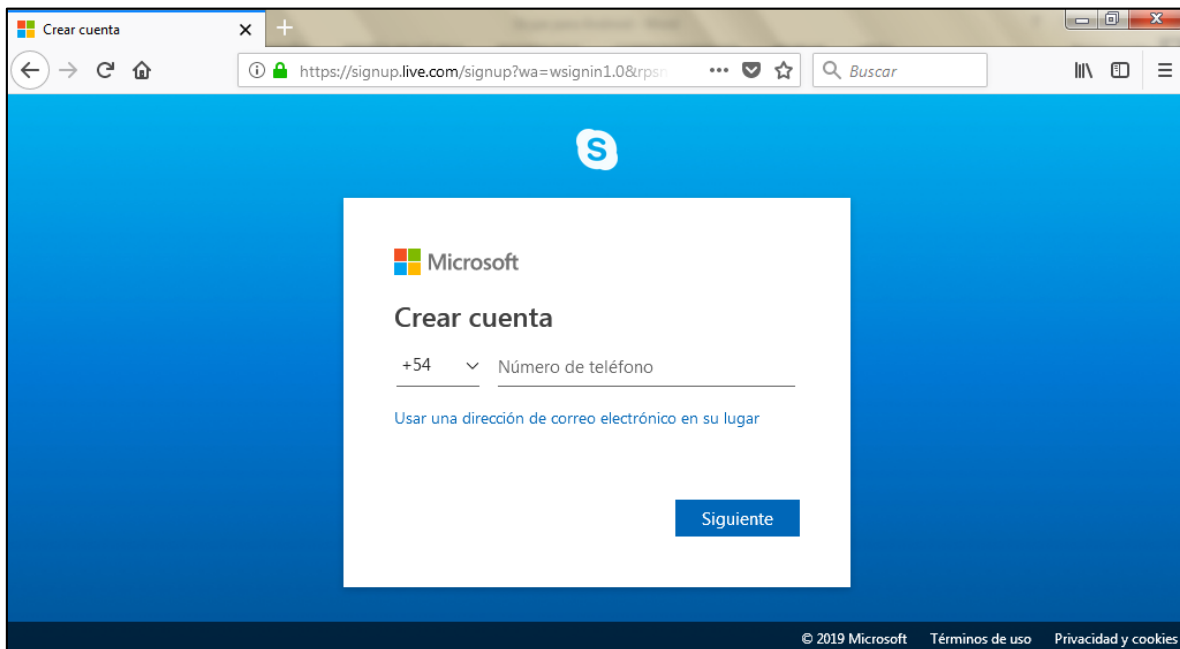 Crear cuenta
https://signup.live.com/signup?wa=wsignin1.0&rpsn
Buscar
S
Microsoft
Crear cuenta
+54 Número de teléfono
Usar una dirección de correo electrónico en su lugar
Siguiente
© 2019 Microsoft Términos de uso Privacidad y cookies